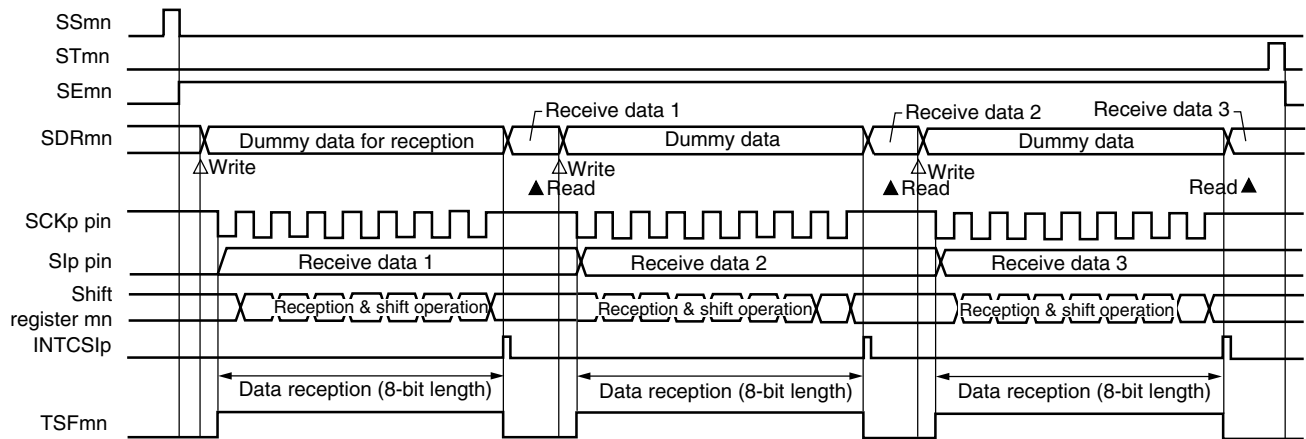 SSmn
STmn
SEmn
Receive data 1
Receive data 2
Receive data 3
SDRmn
Dummy data for reception
Dummy data
Dummy data
△Write
△Write
△Write
▲Read
▲Read
Read▲
SCKp pin
SIp pin
Receive data 1
Receive data 2
Receive data 3
Shift
register mn
Reception & shift operation
Reception & shift operation
Reception & shift operation
INTCSIp
Data reception (8-bit length)
Data reception (8-bit length)
Data reception (8-bit length)
TSFmn